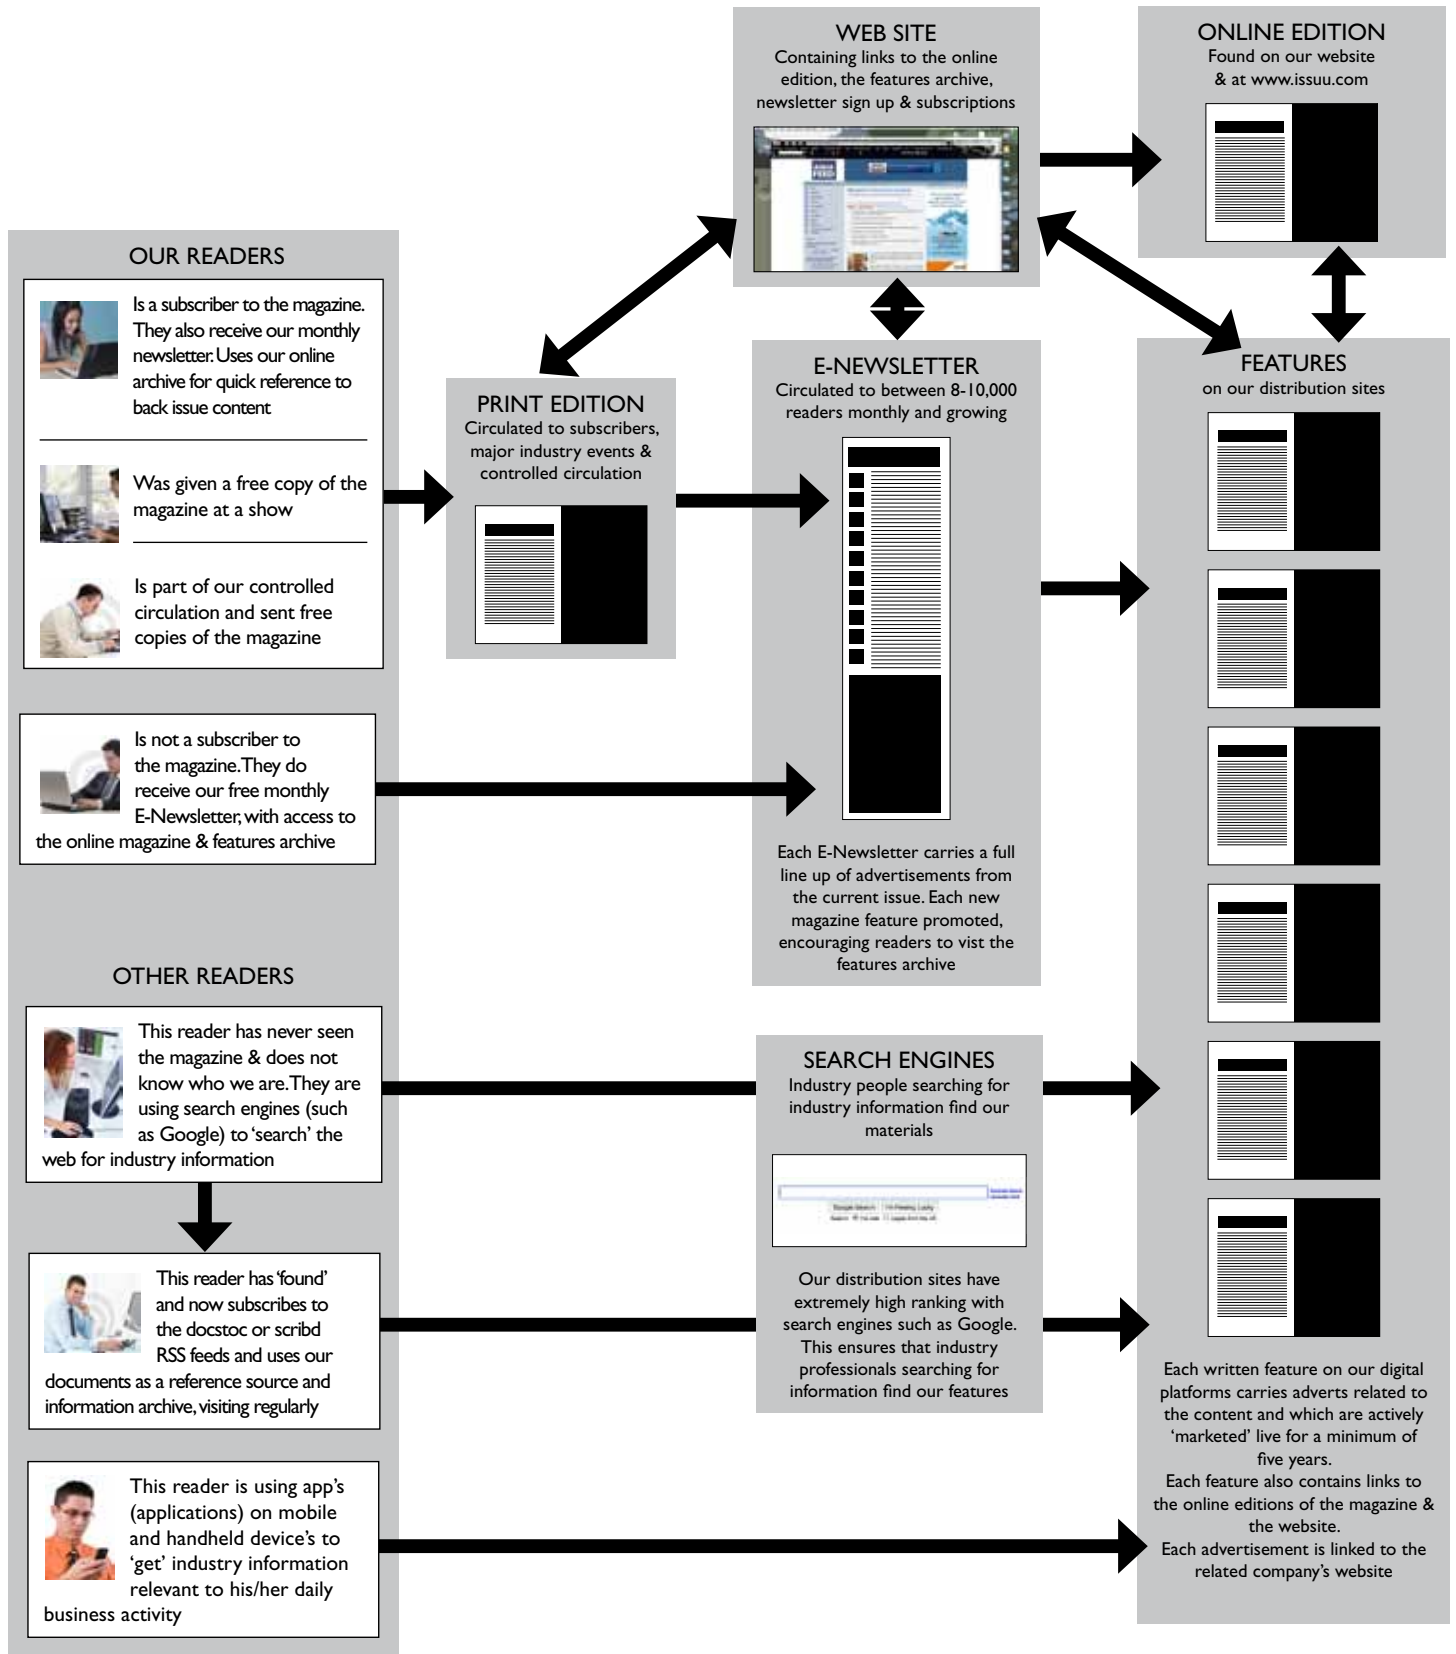 WEB SITE
Containing links to the online
edition, the features archive,
newsletter sign up & subscriptions
ONLINE EDITION
Found on our website
& at www.issuu.com
OUR READERS
Is a subscriber to the magazine.
They also receive our monthly
newsletter. Uses our online
archive for quick reference to
back issue content
Was given a free copy of the
magazine at a show
Is part of our controlled
circulation and sent free
copies of the magazine
PRINT EDITION
Circulated to subscribers,
major industry events &
controlled circulation
E-NEWSLETTER
Circulated to between 8-10,000
readers monthly and growing
Each E-Newsletter carries a full
line up of advertisements from
the current issue. Each new
magazine feature promoted,
encouraging readers to vist the
features archive
FEATURES
on our distribution sites
Is not a subscriber to
the magazine. They do
receive our free monthly
E-Newsletter, with access to
the online magazine & features archive
OTHER READERS
This reader has never seen
the magazine & does not
know who we are. They are
using search engines (such
as Google) to 'search' the
web for industry information
This reader has 'found'
and now subscribes to
the docstoc or scribd
RSS feeds and uses our
documents as a reference source and
information archive, visiting regularly
This reader is using app's
(applications) on mobile
and handheld device's to
'get' industry information
relevant to his/her daily
business activity
SEARCH ENGINES
Industry people searching for
industry information find our
materials
Google Search
Our distribution sites have
extremely high ranking with
search engines such as Google.
This ensures that industry
professionals searching for
information find our features
Each written feature on our digital
platforms carries adverts related to
the content and which are actively
'marketed' live for a minimum of
five years.
Each feature also contains links to
the online editions of the magazine &
the website.
Each advertisement is linked to the
related company's website